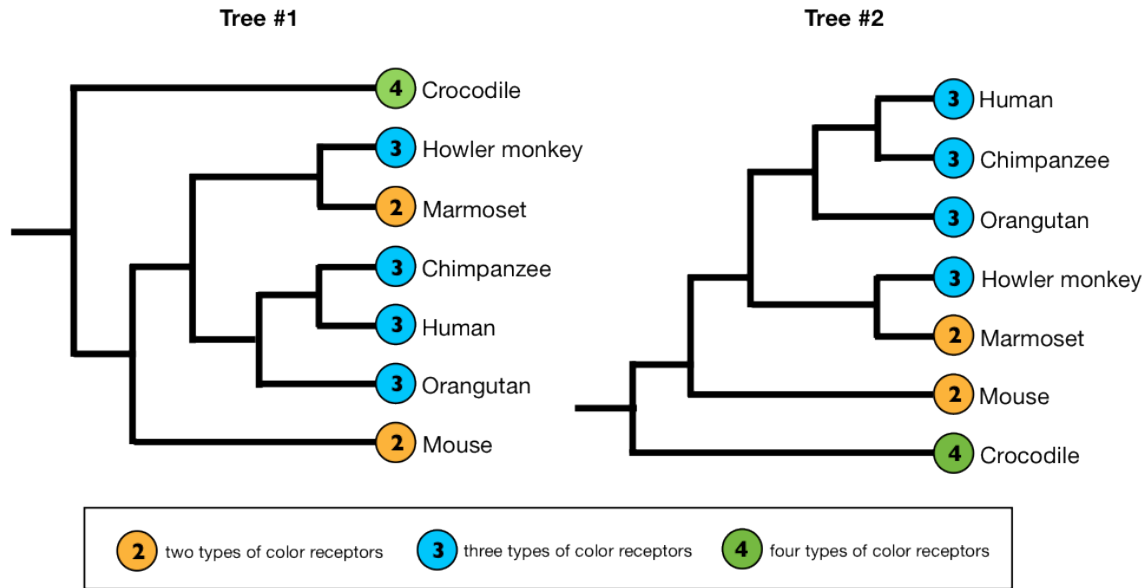 Tree #1
4 Crocodile
3 Howler monkey
2 Marmoset
3 Chimpanzee
3 Human
3 Orangutan
2 Mouse
Tree #2
3 Human
3 Chimpanzee
3 Orangutan
3 Howler monkey
2 Marmoset
2 Mouse
4 Crocodile
2 two types of color receptors
3 three types of color receptors
4 four types of color receptors